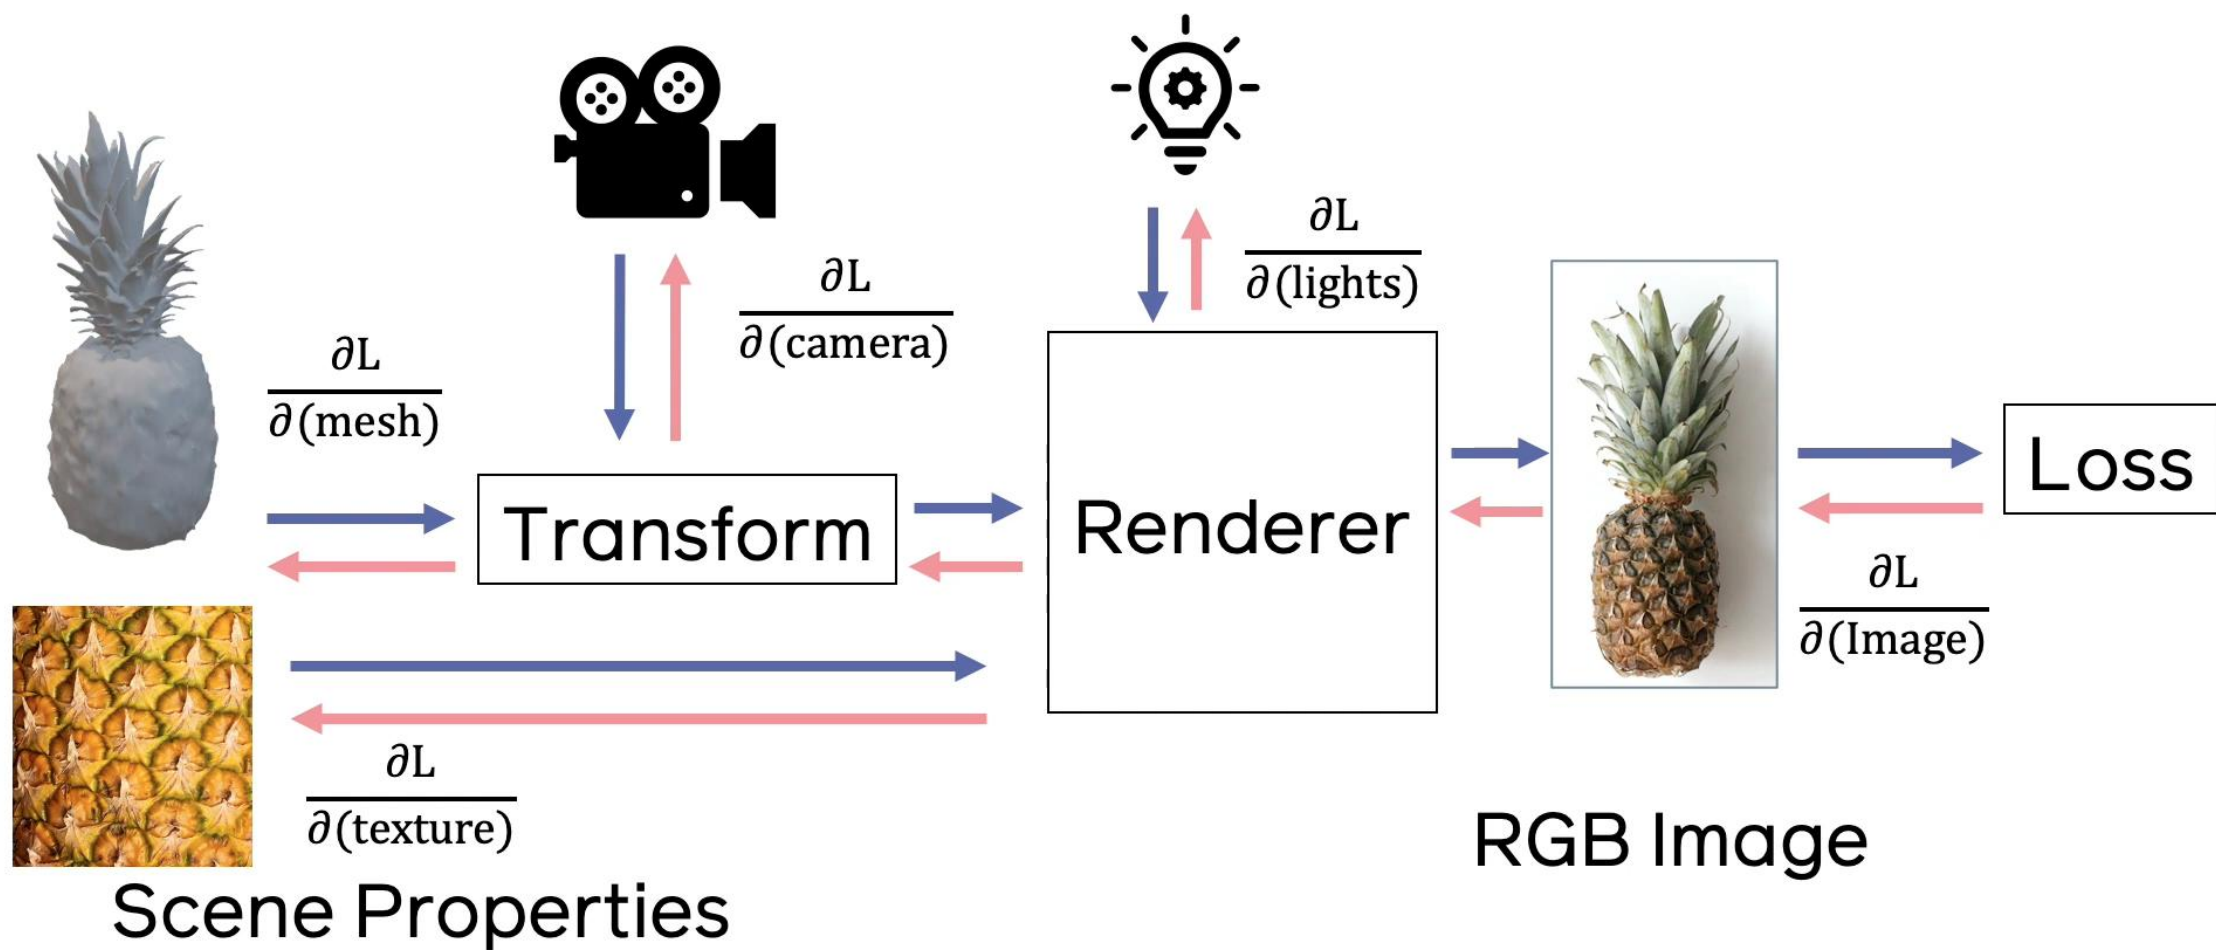 ∂L
∂(lights)
∂L
∂(camera)
∂L
∂(mesh)
Transform
Renderer
Loss
∂L
∂(Image)
∂L
∂(texture)
RGB Image
Scene Properties